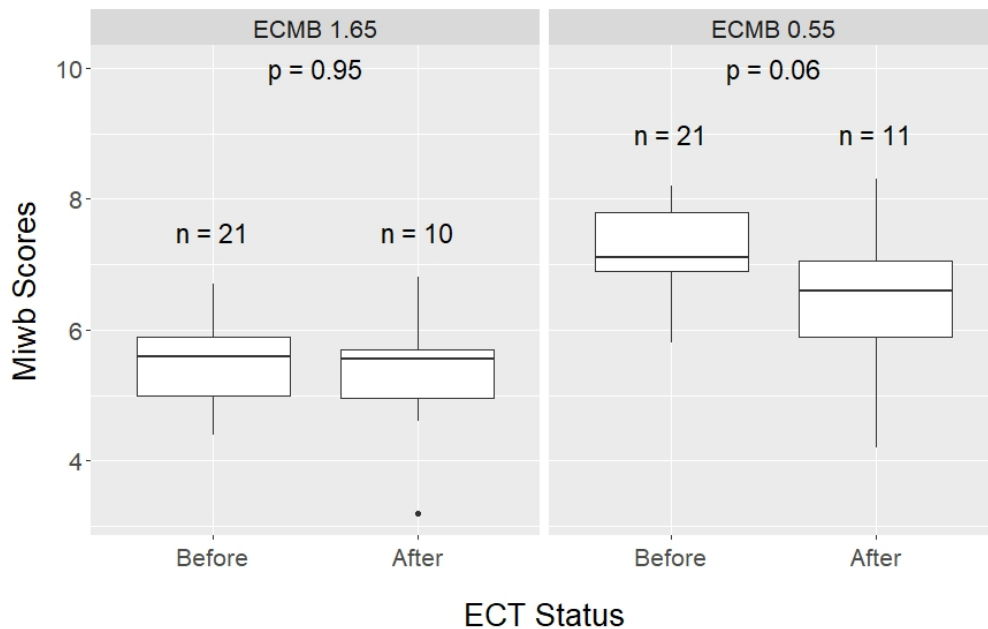 ECMB 1.65 ECMB 0.55
p = 0.95 p = 0.06
n = 21 n = 11
n = 21 n = 10
10
8
6
4
Miwb Scores
Before After Before After
ECT Status